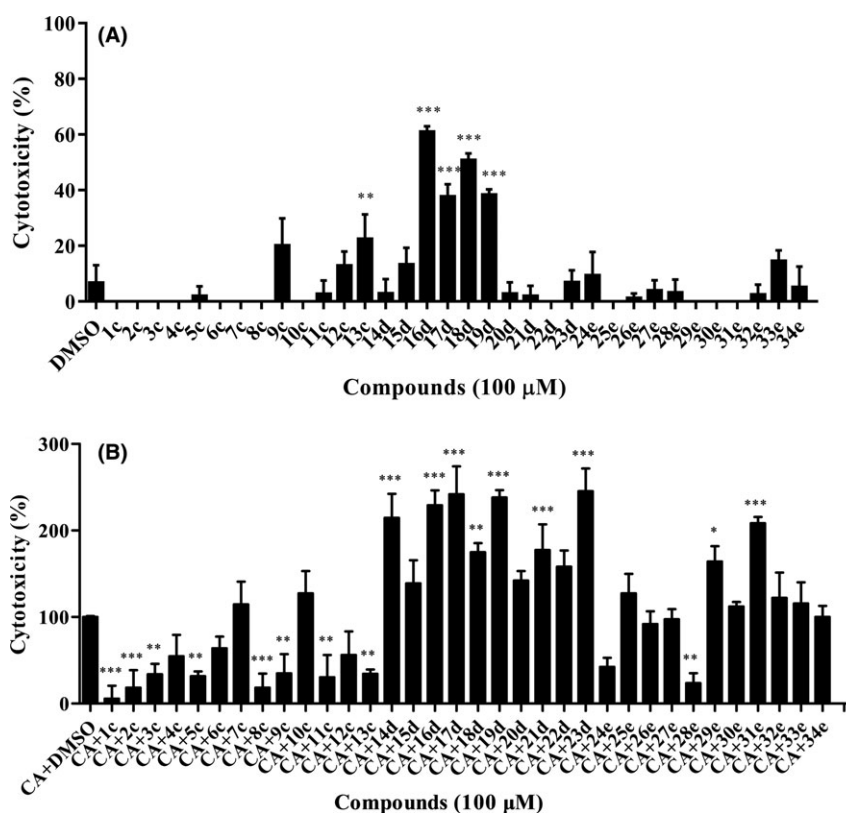 (A)
Cytotoxicity (%)
100
80
60
40
20
0
** *** *** *** ***
DMSO 1c 2c 3c 4c 5c 6c 7c 8c 9c 10c 11c 12c 13c 14d 15d 16d 17d 18d 19d 20d 21d 22d 23d 24e 25e 26e 27e 28e 29e 30e 31e 32e 33e 34e
Compounds (100 μM)
(B)
Cytotoxicity (%)
300
200
100
0
*** *** ** ** *** ** ** ** *** *** *** ** *** *** *** ** * ***
CA+DMSO CA+1c CA+2c CA+3c CA+4c CA+5c CA+6c CA+7c CA+8c CA+9c CA+10c CA+11c CA+12c CA+13c CA+14d CA+15d CA+16d CA+17d CA+18d CA+19d CA+20d CA+21d CA+22d CA+23d CA+24e CA+25e CA+26e CA+27e CA+28e CA+29e CA+30e CA+31e CA+32e CA+33e CA+34e
Compounds (100 μM)